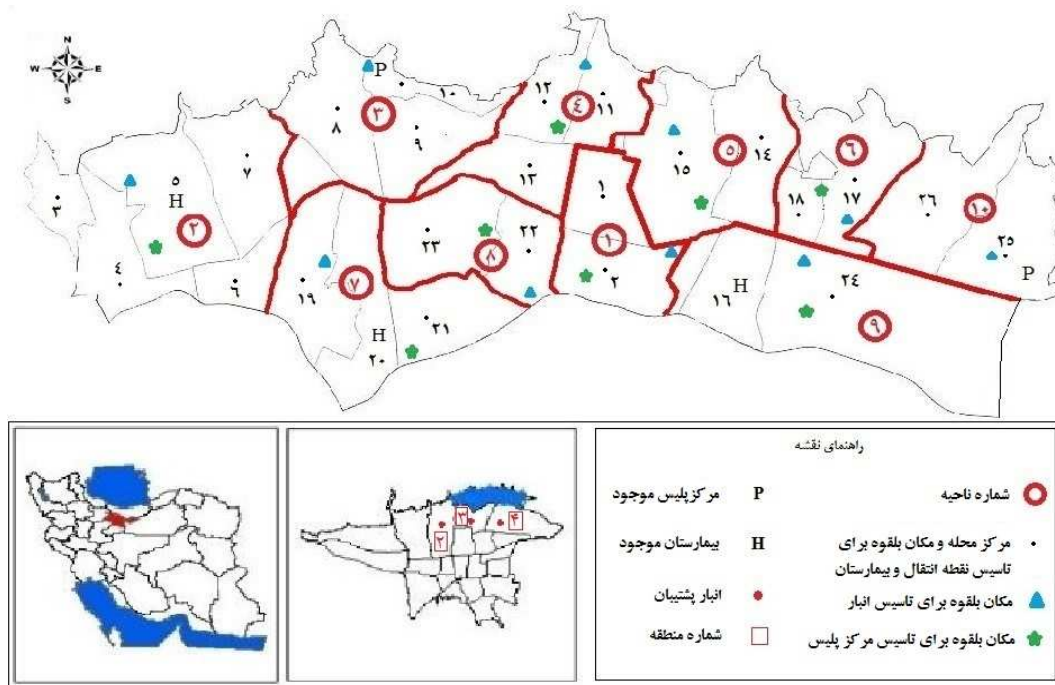 N
W E
S
P
H
H
H
P
۱
۲
۳
۴
۵
۶
۷
۸
۹
۱۰
۱۱
۱۲
۱۳
۱۴
۱۵
۱۶
۱۷
۱۸
۱۹
۲۰
۲۱
۲۲
۲۳
۲۴
۲۵
۲۶
۱
۲
۳
۴
۵
۶
۷
۸
۹
۱۰
۲
۳
۴
راهنمای نقشه
شماره ناحیه
P مرکز پلیس موجود
مرکز محله و مکان بلقوه برای
تاسیس نقطه انتقال و بیمارستان
H بیمارستان موجود
مکان بلقوه برای تاسیس انبار
انبار پشتیبان
مکان بلقوه برای تاسیس مرکز پلیس
شماره منطقه